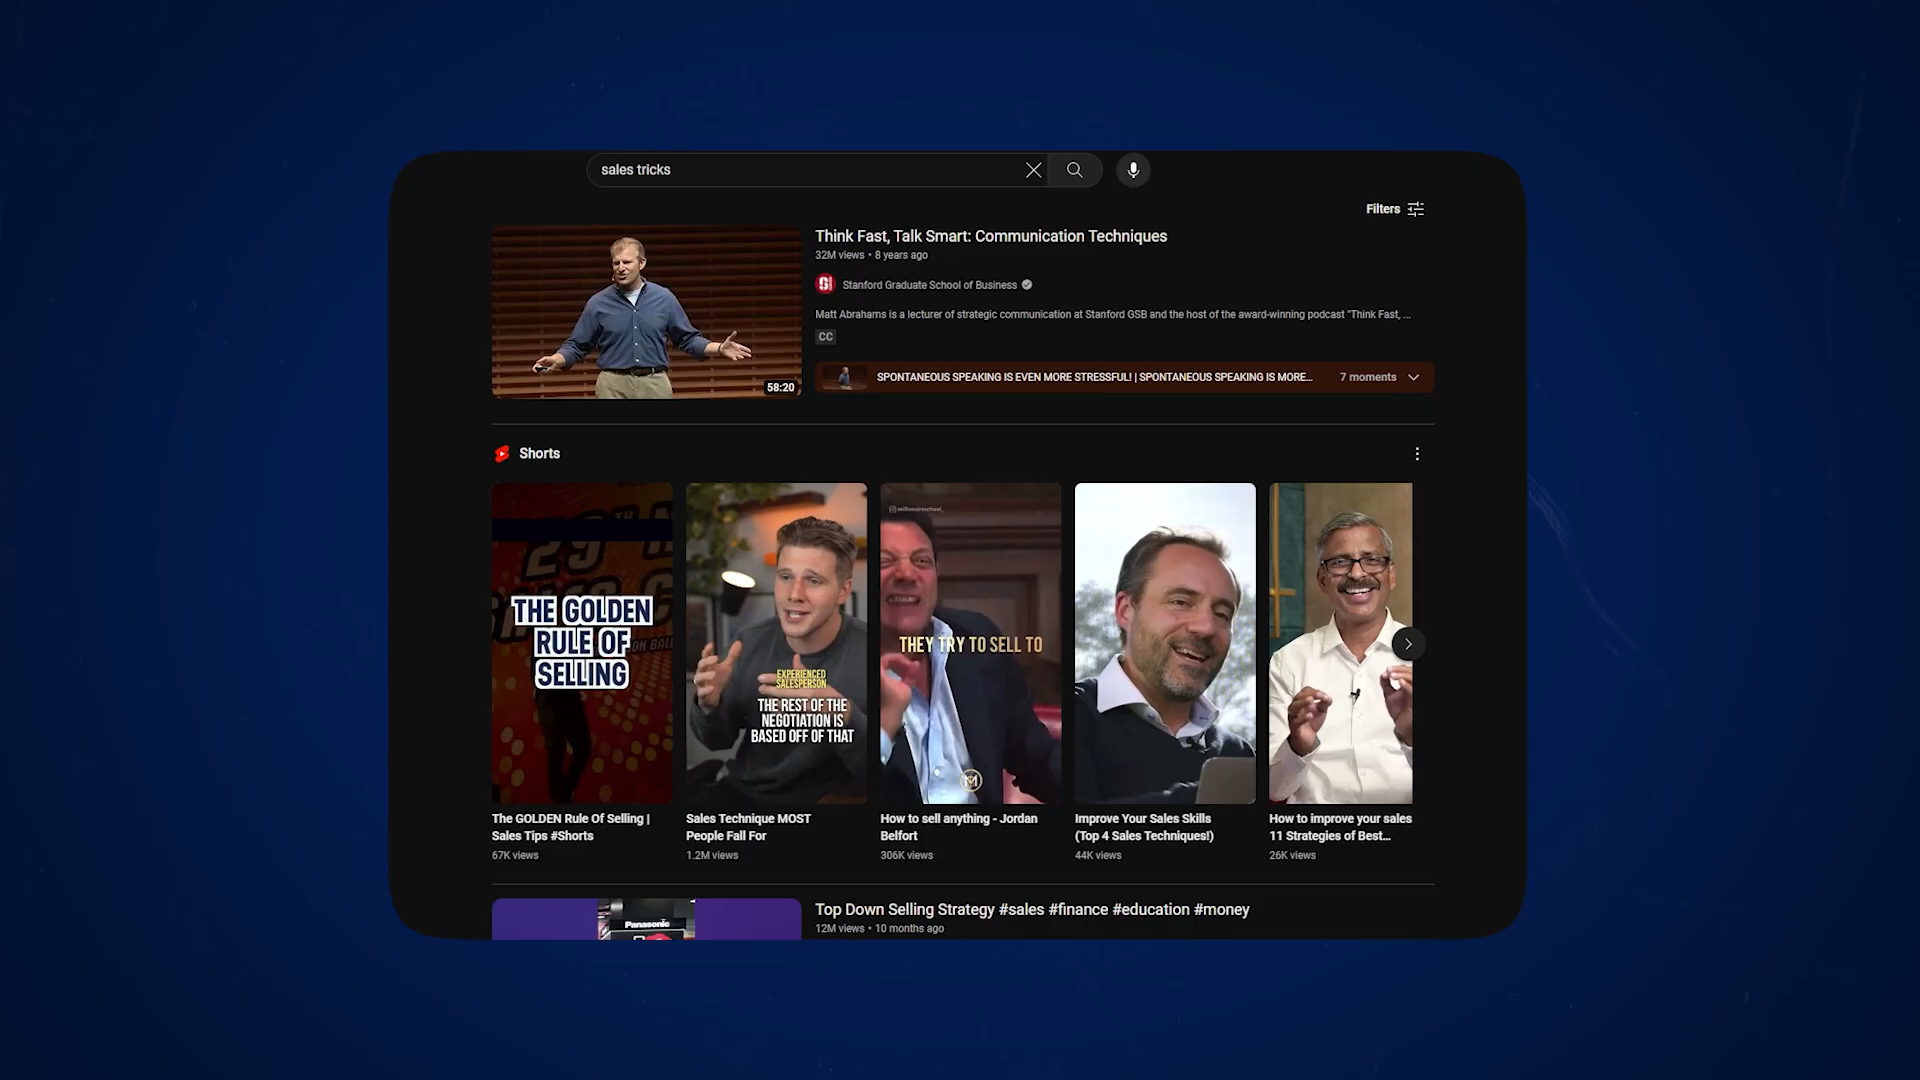 sales tricks
Filters
Think Fast, Talk Smart: Communication Techniques
32M views • 8 years ago
Stanford Graduate School of Business
Matt Abrahams is a lecturer of strategic communication at Stanford GSB and the host of the award-winning podcast "Think Fast, ...
CC
58:20
SPONTANEOUS SPEAKING IS EVEN MORE STRESSFUL! | SPONTANEOUS SPEAKING IS MORE...
7 moments
Shorts
THE GOLDEN
RULE OF
SELLING
EXPERIENCED
SALESPERSON
THE REST OF THE
NEGOTIATION IS
BASED OFF OF THAT
THEY TRY TO SELL TO
The GOLDEN Rule Of Selling |
Sales Tips #Shorts
67K views
Sales Technique MOST
People Fall For
1.2M views
How to sell anything - Jordan
Belfort
306K views
Improve Your Sales Skills
(Top 4 Sales Techniques!)
44K views
How to improve your sales
11 Strategies of Best...
26K views
Panasonic
Top Down Selling Strategy #sales #finance #education #money
12M views • 10 months ago